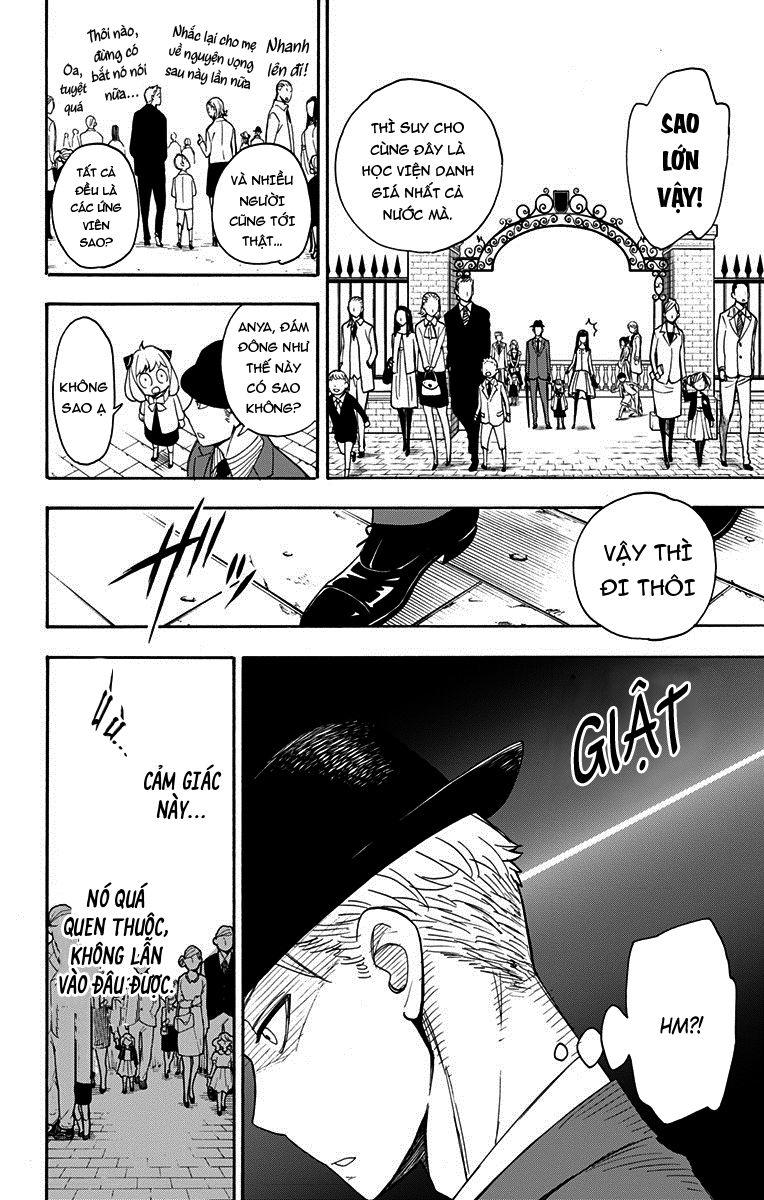 SAO
LỚN
VẬY!
THÌ SUY CHO
CÙNG ĐÂY LÀ
HỌC VIỆN DANH
GIÁ NHẤT CẢ
NƯỚC MÀ.
Nhanh
lên đi!
Nhắc lại cho mẹ
về nguyện vọng
sau này lần nữa
Thôi nào,
đừng có
bắt nó nói
nữa...
Oa,
tuyệt
quá
VÀ NHIỀU
NGƯỜI
CŨNG TỚI
THẬT...
TẤT CẢ
ĐỀU LÀ
CÁC ỨNG
VIÊN
SAO?
ANYA, ĐÁM
ĐÔNG NHƯ
THẾ NÀY
CÓ SAO
KHÔNG?
KHÔNG
SAO Ạ
VẬY THÌ
ĐI THÔI
GIẬT
HM?!
Ù Ù...
CẢM GIÁC
NÀY...
NÓ QUÁ
QUEN THUỘC,
KHÔNG LẪN
VÀO ĐÂU ĐƯỢC.